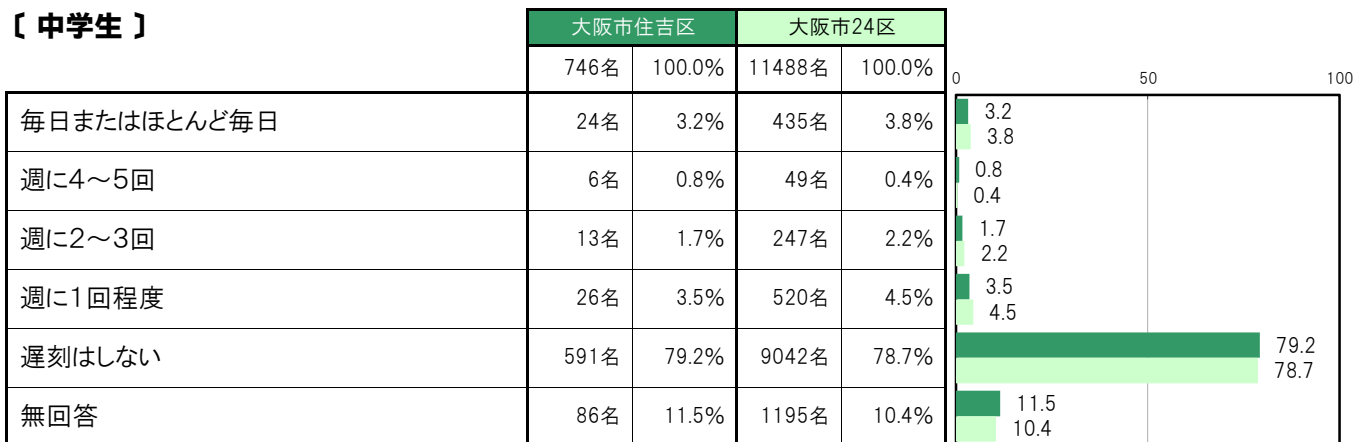 〔 中学生 〕
大阪市住吉区 大阪市24区
746名 100.0% 11488名 100.0%
0 50 100
毎日またはほとんど毎日 24名 3.2% 435名 3.8%
3.2
3.8
週に4～5回 6名 0.8% 49名 0.4%
0.8
0.4
週に2～3回 13名 1.7% 247名 2.2%
1.7
2.2
週に1回程度 26名 3.5% 520名 4.5%
3.5
4.5
遅刻はしない 591名 79.2% 9042名 78.7%
79.2
78.7
無回答 86名 11.5% 1195名 10.4%
11.5
10.4